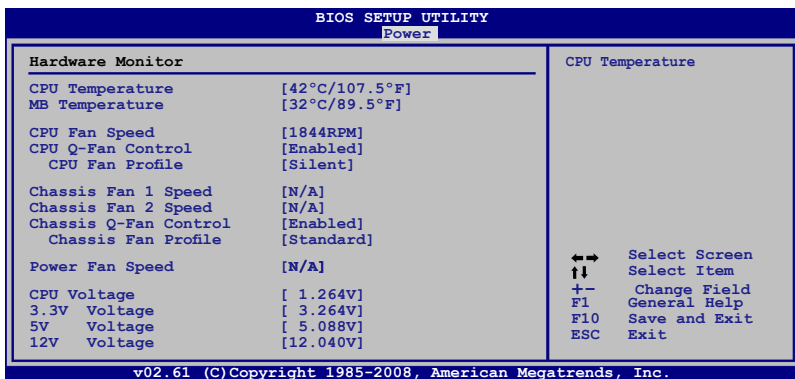 BIOS SETUP UTILITY
Power
Hardware Monitor
CPU Temperature [42°C/107.5°F]
MB Temperature [32°C/89.5°F]
CPU Fan Speed [1844RPM]
CPU Q-Fan Control [Enabled]
CPU Fan Profile [Silent]
Chassis Fan 1 Speed [N/A]
Chassis Fan 2 Speed [N/A]
Chassis Q-Fan Control [Enabled]
Chassis Fan Profile [Standard]
Power Fan Speed [N/A]
CPU Voltage [ 1.264V]
3.3V Voltage [ 3.264V]
5V Voltage [ 5.088V]
12V Voltage [12.040V]
CPU Temperature
←→ Select Screen
↑↓ Select Item
+- Change Field
F1 General Help
F10 Save and Exit
ESC Exit
v02.61 (C)Copyright 1985-2008, American Megatrends, Inc.